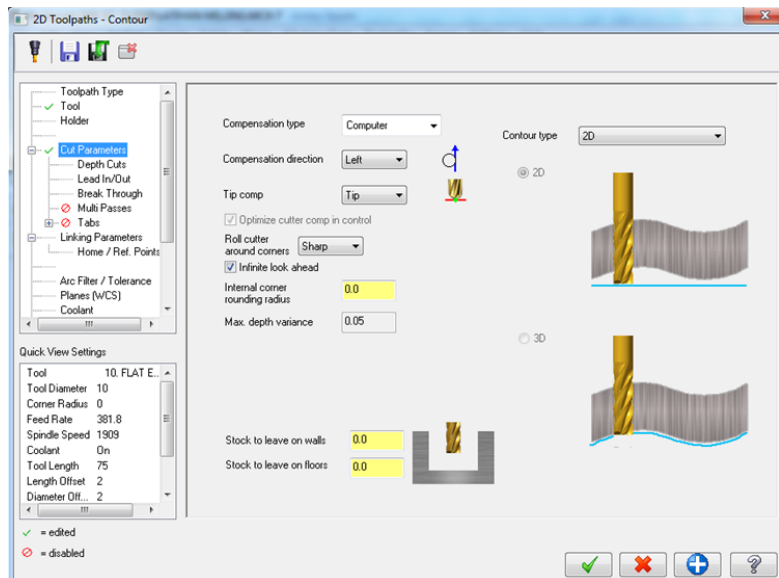 2D Toolpaths - Contour
Toolpath Type
Tool
Holder
Cut Parameters
Depth Cuts
Lead In/Out
Break Through
Multi Passes
Tabs
Linking Parameters
Home / Ref. Points
Arc Filter / Tolerance
Planes (WCS)
Coolant
Quick View Settings
Tool 10. FLAT E...
Tool Diameter 10
Corner Radius 0
Feed Rate 381.8
Spindle Speed 1909
Coolant On
Tool Length 75
Length Offset 2
Diameter Off... 2
= edited
= disabled
Compensation type Computer
Compensation direction Left
Tip comp Tip
Optimize cutter comp in control
Roll cutter
around corners Sharp
Infinite look ahead
Internal corner
rounding radius 0.0
Max. depth variance 0.05
Stock to leave on walls 0.0
Stock to leave on floors 0.0
Contour type 2D
2D
3D